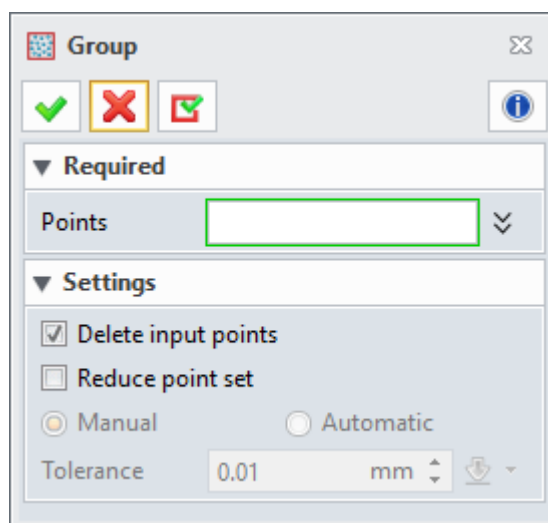 Group
Required
Points
Settings
Delete input points
Reduce point set
Manual Automatic
Tolerance 0.01 mm